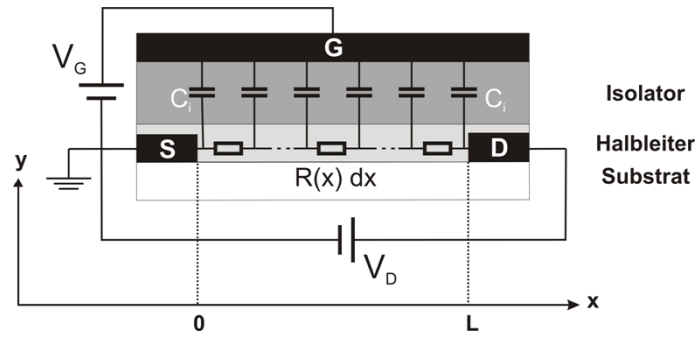 G
V_G
C_i C_i
Isolator
S D
Halbleiter
R(x) dx
Substrat
y
V_D
x
0 L